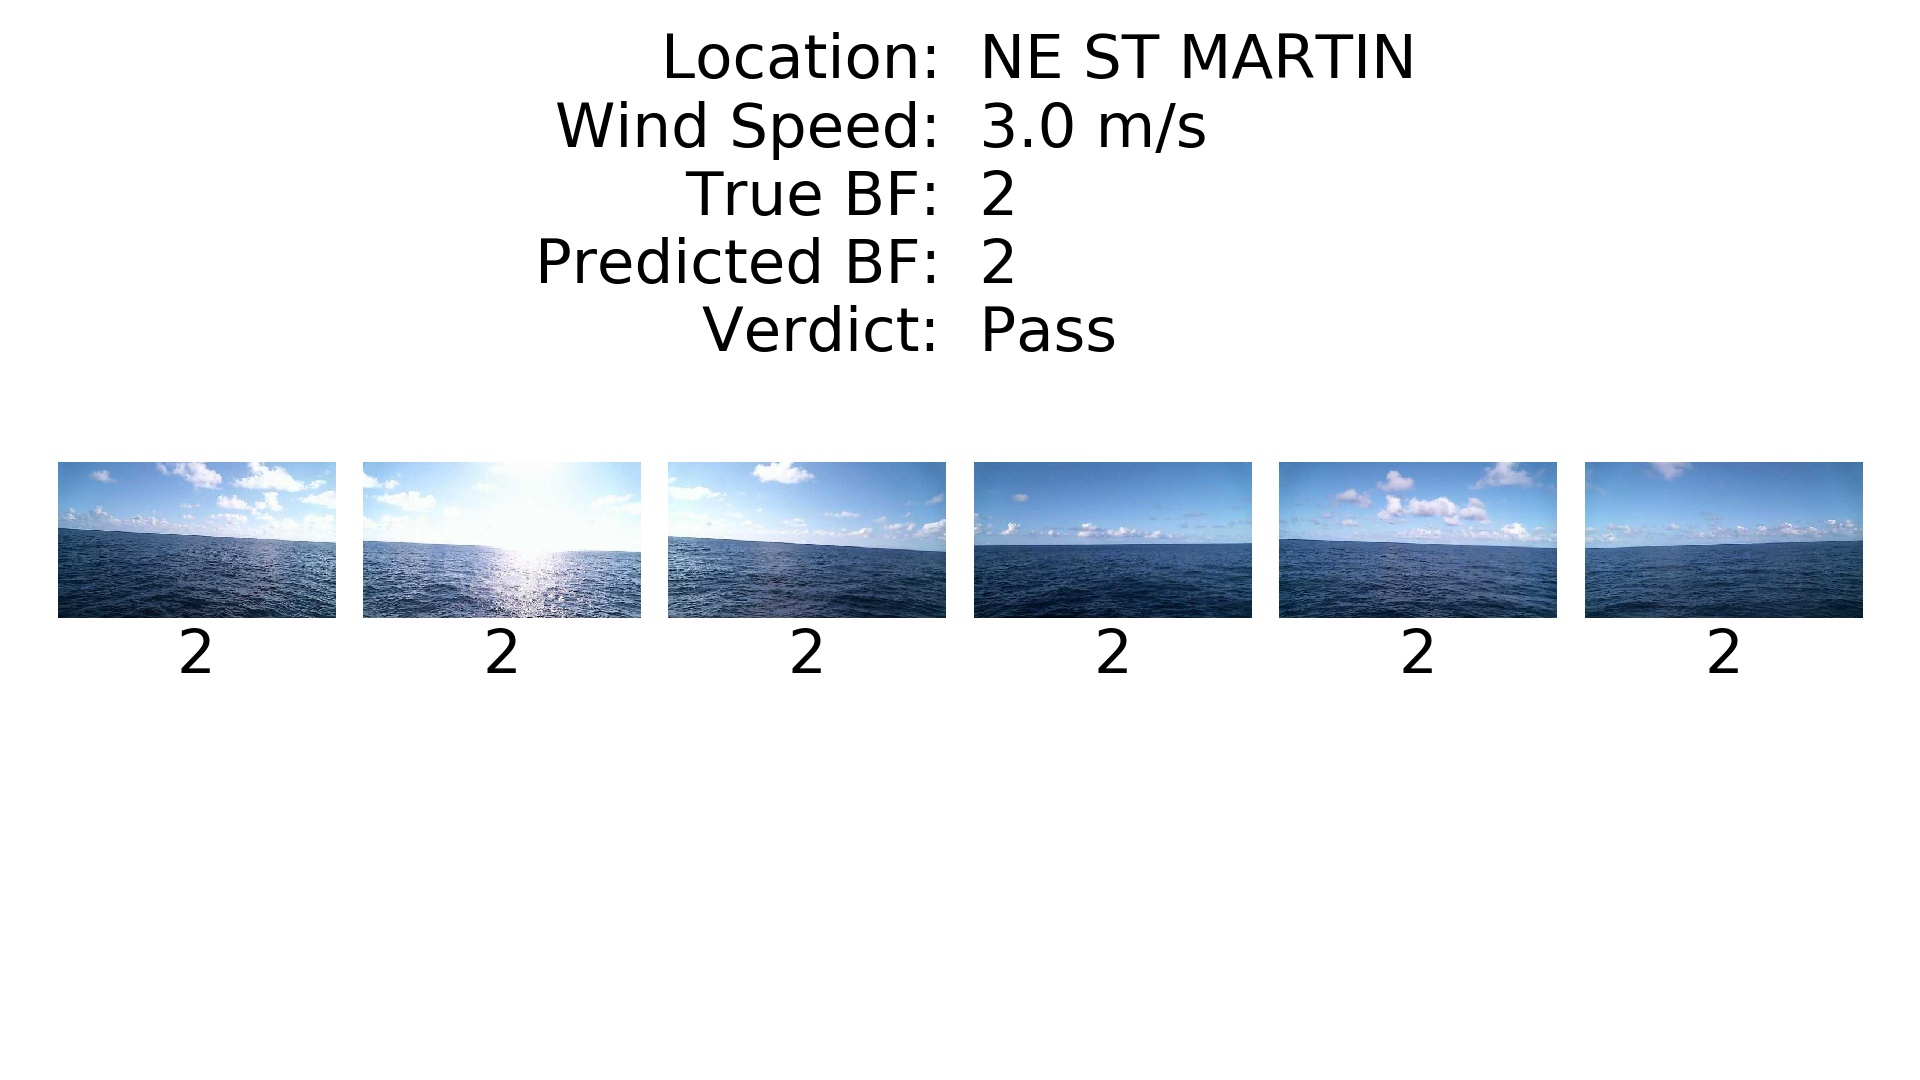 Location: NE ST MARTIN
Wind Speed: 3.0 m/s
True BF: 2
Predicted BF: 2
Verdict: Pass
2 2 2 2 2 2